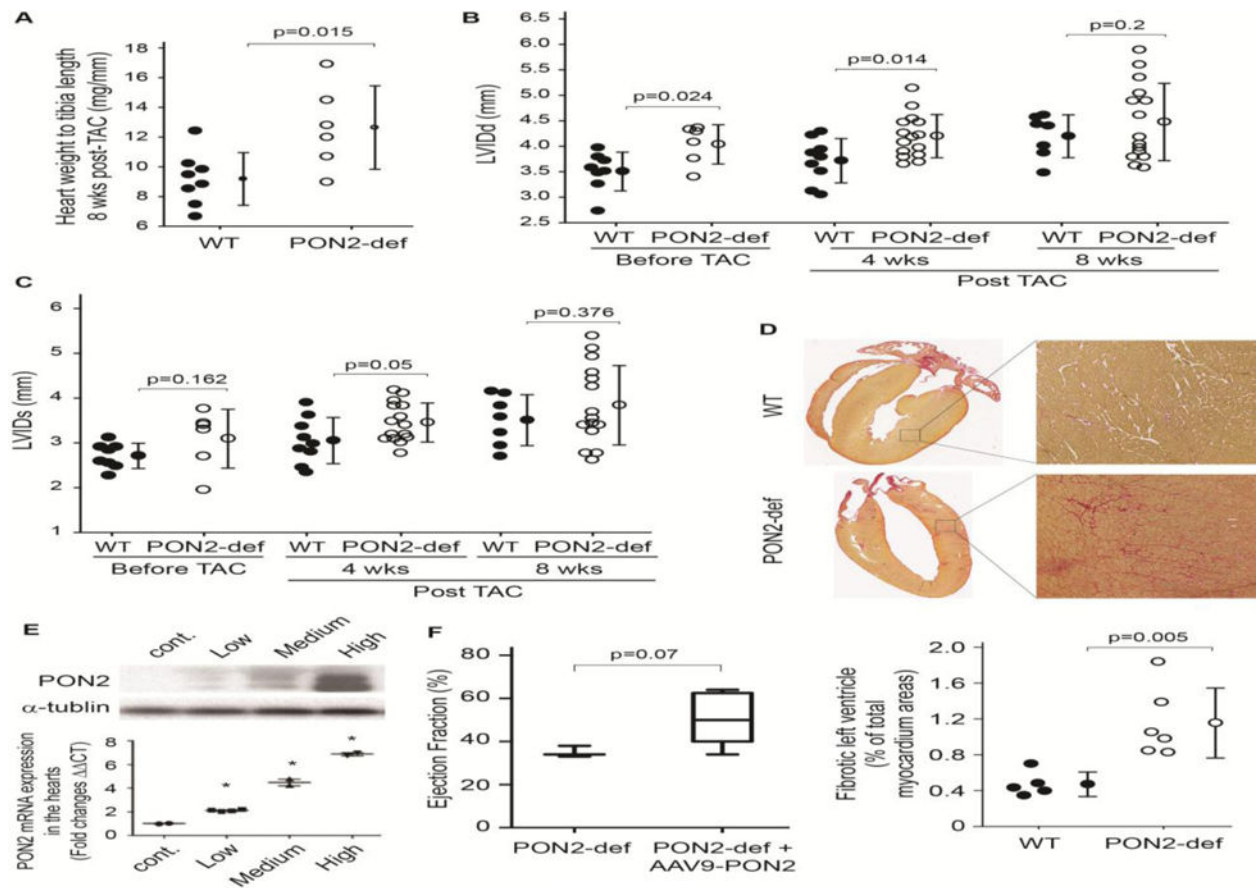 A
Heart weight to tibia length
8 wks post-TAC (mg/mm)
18
16
14
12
10
8
6
p=0.015
WT
PON2-def
B
LVIDd (mm)
6.5
6.0
5.5
5.0
4.5
4.0
3.5
3.0
2.5
p=0.024
p=0.014
p=0.2
WT PON2-def WT PON2-def WT PON2-def
Before TAC
4 wks
8 wks
Post TAC
C
LVIDs (mm)
6
5
4
3
2
1
p=0.162
p=0.05
p=0.376
WT PON2-def WT PON2-def WT PON2-def
Before TAC
4 wks
8 wks
Post TAC
D
WT
PON2-def
p=0.005
Fibrotic left ventricle
(% of total
myocardium areas)
2.0
1.6
1.2
0.8
0.4
0
WT
PON2-def
E
cont. Low Medium High
PON2
α-tublin
PON2 mRNA expression
in the hearts
(Fold changes ΔΔCT)
8
6
4
2
0
*
*
*
cont. Low Medium High
F
Ejection Fraction (%)
80
60
40
20
0
p=0.07
PON2-def
PON2-def +
AAV9-PON2